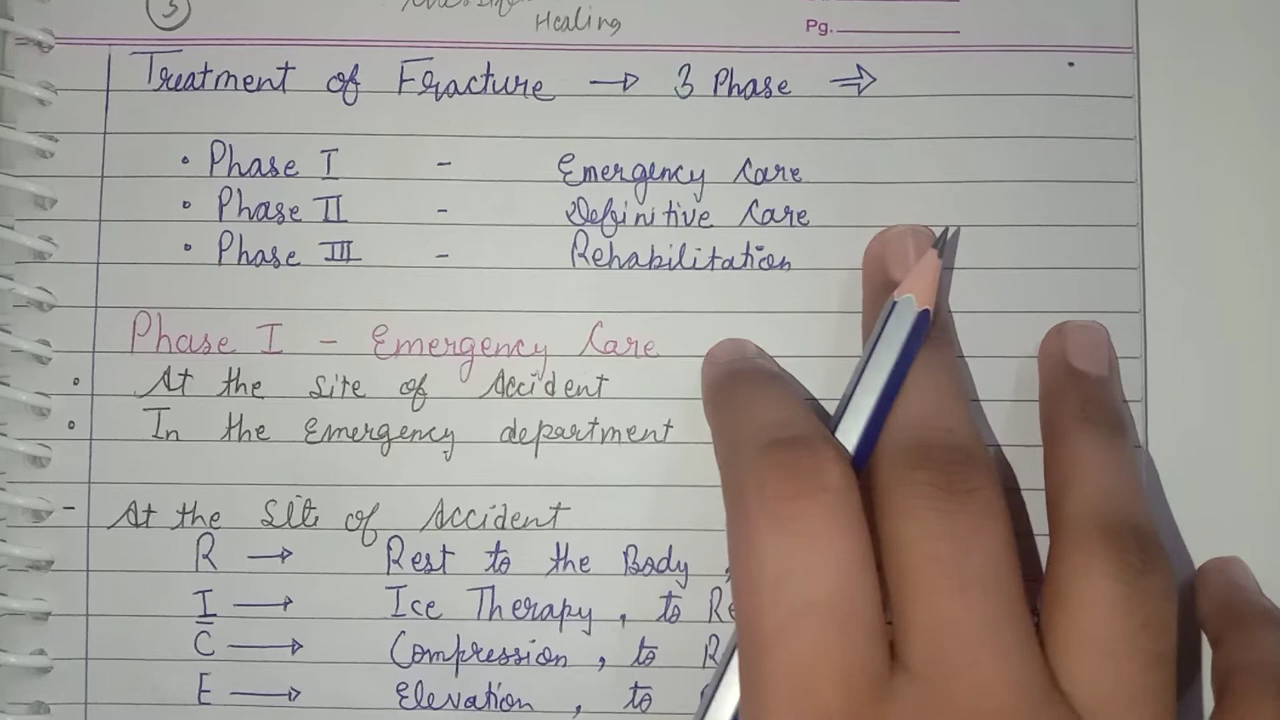 3
Healing
Pg.
Treatment of Fracture → 3 Phase ⇒
• Phase I - Emergency Care
• Phase II - Definitive Care
• Phase III - Rehabilitation
Phase I - Emergency Care
• At the site of Accident
• In the Emergency department
- At the site of Accident
R → Rest to the Body
I → Ice Therapy, to
C → Compression, to
E → Elevation, to